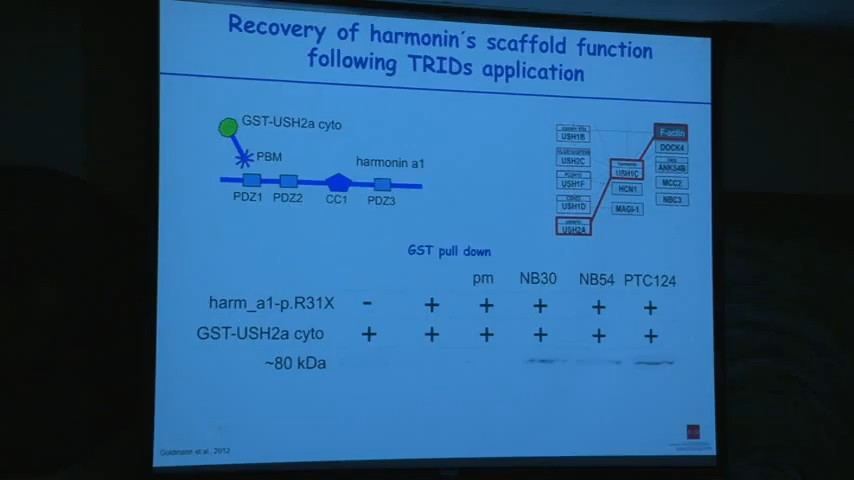 Recovery of harmonin´s scaffold function
following TRIDs application
GST-USH2a cyto
PBM
harmonin a1
PDZ1 PDZ2 CC1 PDZ3
USH1B
USH2C
USH1F
USH1D
USH2A
USH1C
HCN1
MAGI-1
F-actin
DOCK4
ANKS4B
MCC2
NBC3
GST pull down
pm NB30 NB54 PTC124
harm_a1-p.R31X - + + + + +
GST-USH2a cyto + + + + + +
~80 kDa
Goldmann et al., 2012